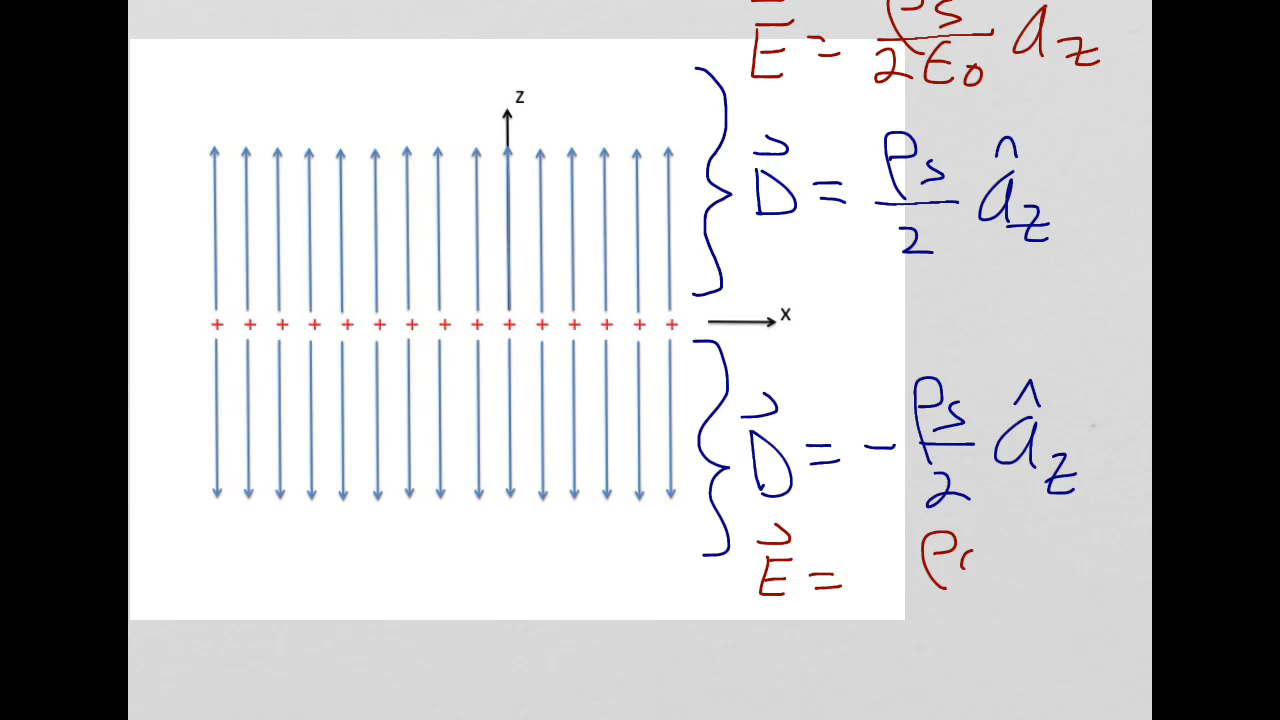 E = ρs/2ϵ0 az
z
D = ρs/2 âz
+ + + + + + + + + + + + + + +
x
D = - ρs/2 âz
E = ρ